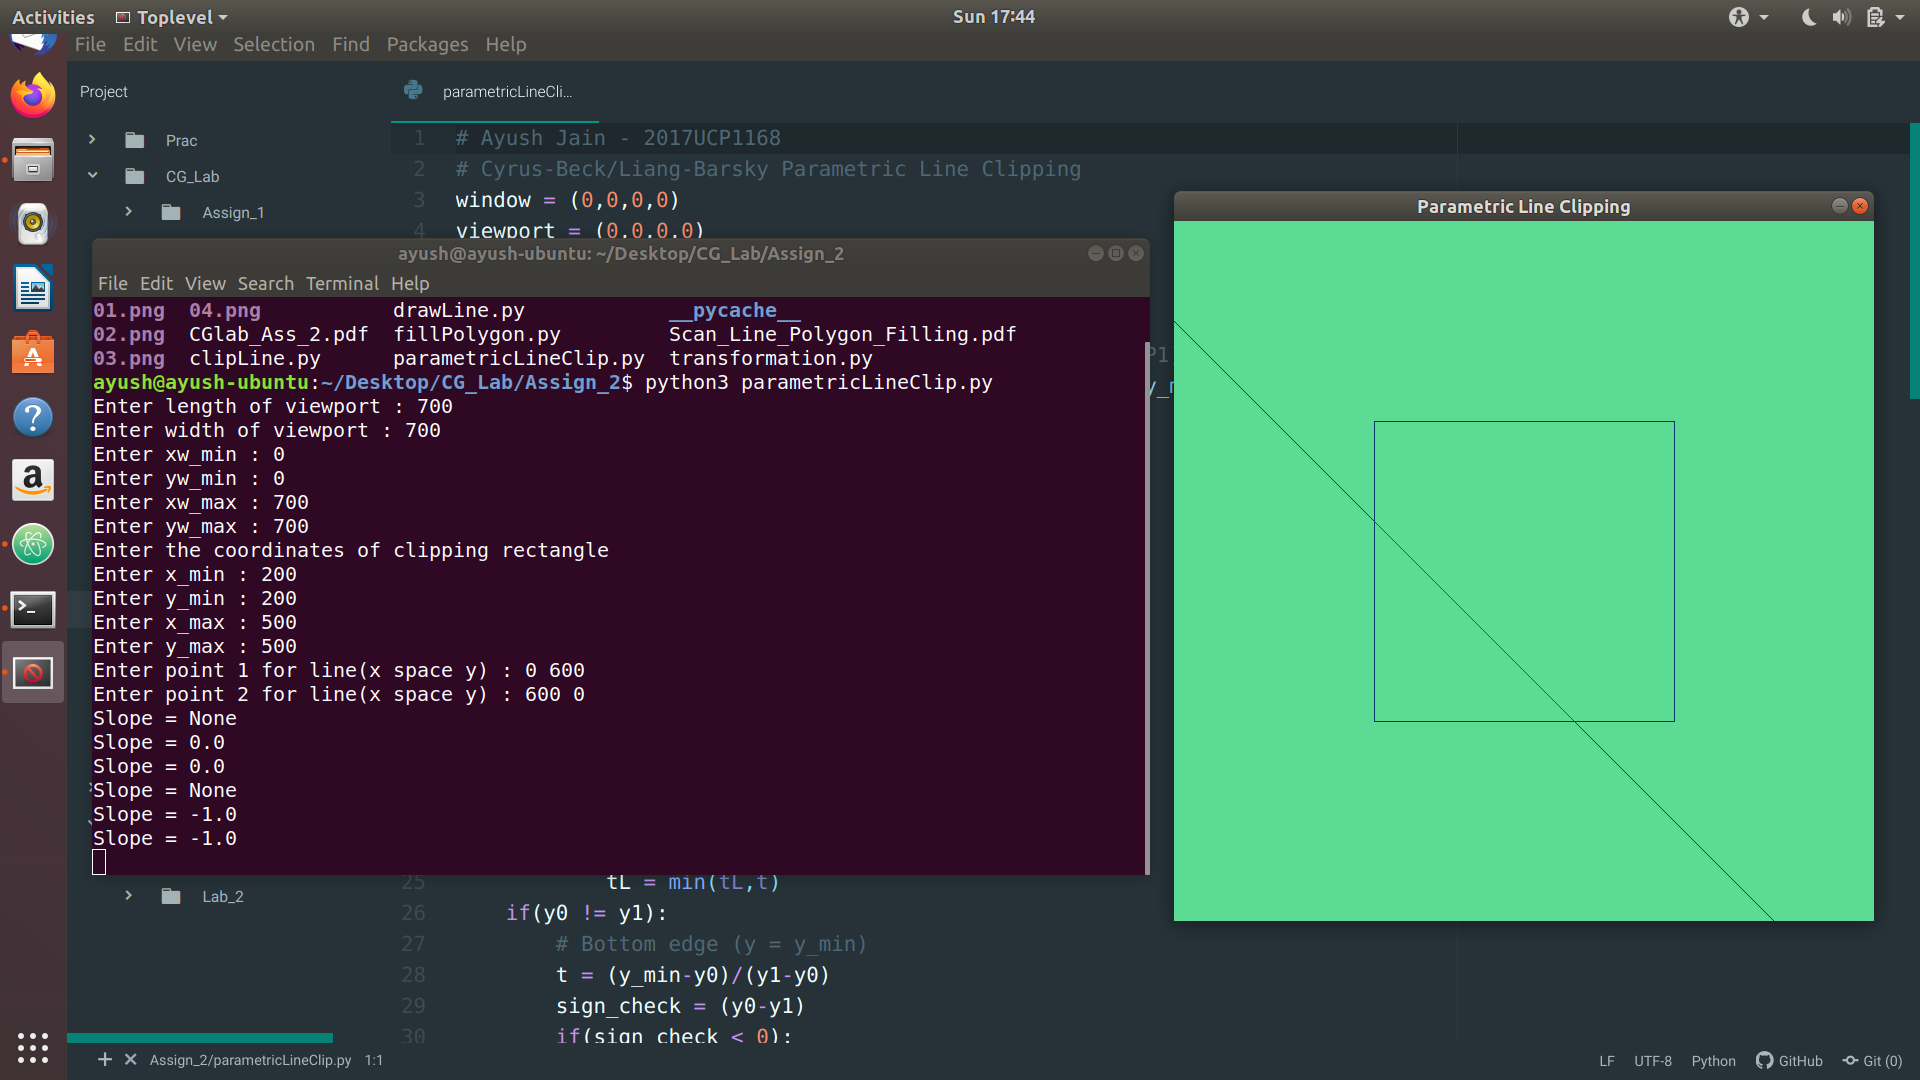 Activities Toplevel Sun 17:44
File Edit View Selection Find Packages Help
Project parametricLineCli...
Prac
CG_Lab
Assign_1
1 # Ayush Jain - 2017UCP1168
2 # Cyrus-Beck/Liang-Barsky Parametric Line Clipping
3 window = (0,0,0,0)
4 viewport = (0,0,0,0)
ayush@ayush-ubuntu: ~/Desktop/CG_Lab/Assign_2
File Edit View Search Terminal Help
01.png 04.png drawLine.py __pycache__
02.png CGlab_Ass_2.pdf fillPolygon.py Scan_Line_Polygon_Filling.pdf
03.png clipLine.py parametricLineClip.py transformation.py
ayush@ayush-ubuntu:~/Desktop/CG_Lab/Assign_2$ python3 parametricLineClip.py
Enter length of viewport : 700
Enter width of viewport : 700
Enter xw_min : 0
Enter yw_min : 0
Enter xw_max : 700
Enter yw_max : 700
Enter the coordinates of clipping rectangle
Enter x_min : 200
Enter y_min : 200
Enter x_max : 500
Enter y_max : 500
Enter point 1 for line(x space y) : 0 600
Enter point 2 for line(x space y) : 600 0
Slope = None
Slope = 0.0
Slope = 0.0
Slope = None
Slope = -1.0
Slope = -1.0
Parametric Line Clipping
Lab_2
25 tL = min(tL,t)
26 if(y0 != y1):
27 # Bottom edge (y = y_min)
28 t = (y_min-y0)/(y1-y0)
29 sign_check = (y0-y1)
30 if(sign_check < 0):
Assign_2/parametricLineClip.py 1:1 LF UTF-8 Python GitHub Git (0)